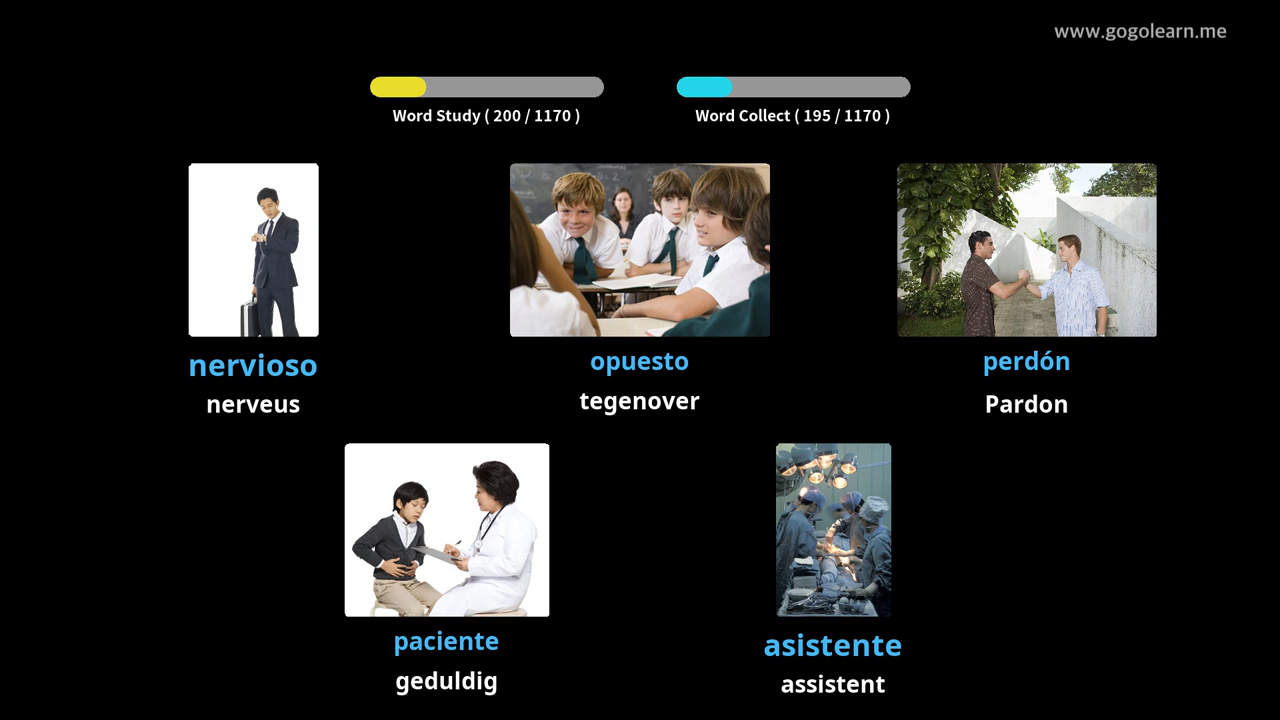 www.gogolearn.me
Word Study ( 200 / 1170 )
Word Collect ( 195 / 1170 )
nervioso
nerveus
opuesto
tegenover
perdón
Pardon
paciente
geduldig
asistente
assistent